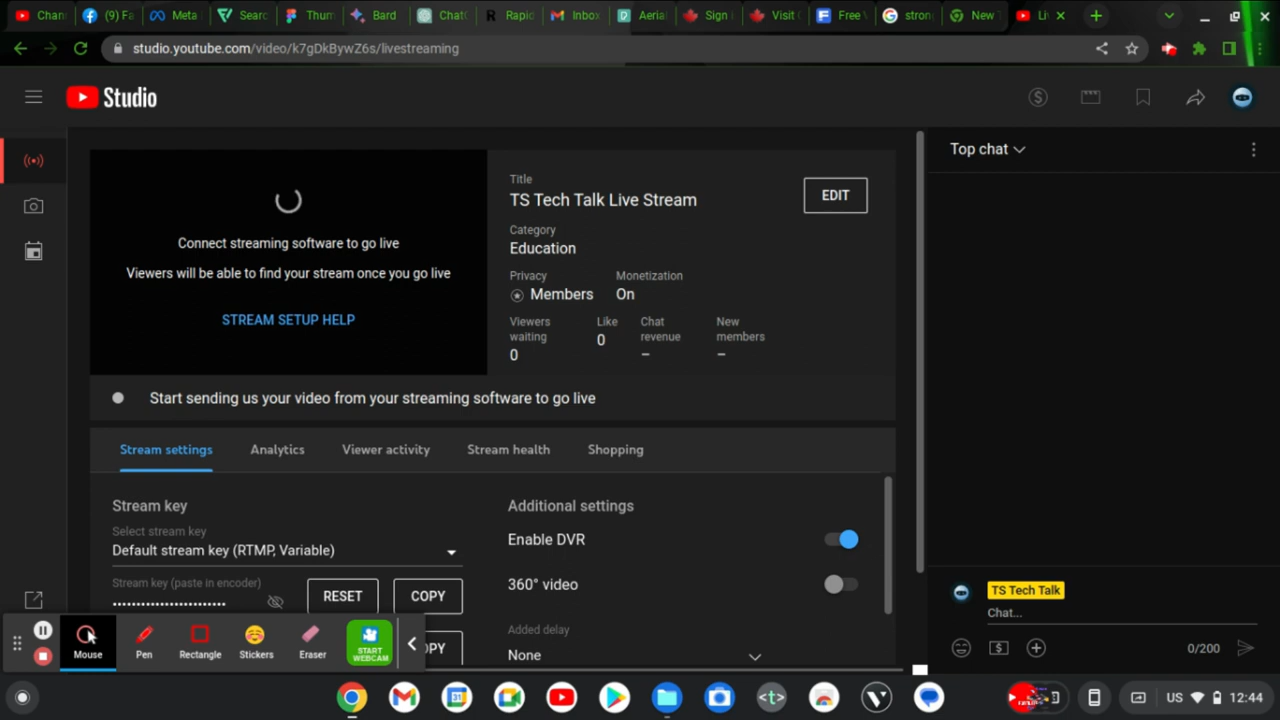 Chan
(9) Fa
Meta
Searc
Thum
Bard
ChatG
Rapid
Inbox
Aerial
Sign i
Visit C
Free V
strong
New T
Liv
studio.youtube.com/video/k7gDkBywZ6s/livestreaming
Studio
Connect streaming software to go live
Viewers will be able to find your stream once you go live
STREAM SETUP HELP
Title
TS Tech Talk Live Stream
EDIT
Category
Education
Privacy
Monetization
Members
On
Viewers waiting
Like
Chat revenue
New members
0
0
–
–
Start sending us your video from your streaming software to go live
Top chat
Stream settings
Analytics
Viewer activity
Stream health
Shopping
Stream key
Select stream key
Default stream key (RTMP, Variable)
Stream key (paste in encoder)
RESET
COPY
OPY
Additional settings
Enable DVR
360° video
Added delay
None
TS Tech Talk
Chat...
0/200
Mouse
Pen
Rectangle
Stickers
Eraser
START WEBCAM
US
12:44